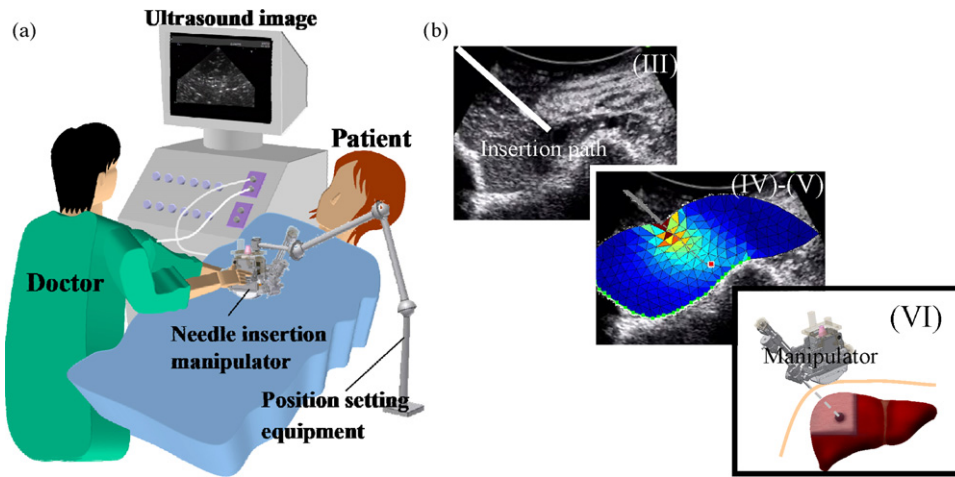 (a)
Ultrasound image
Patient
Doctor
Needle insertion
manipulator
Position setting
equipment
(b)
(III)
Insertion path
(IV)-(V)
(VI)
Manipulator